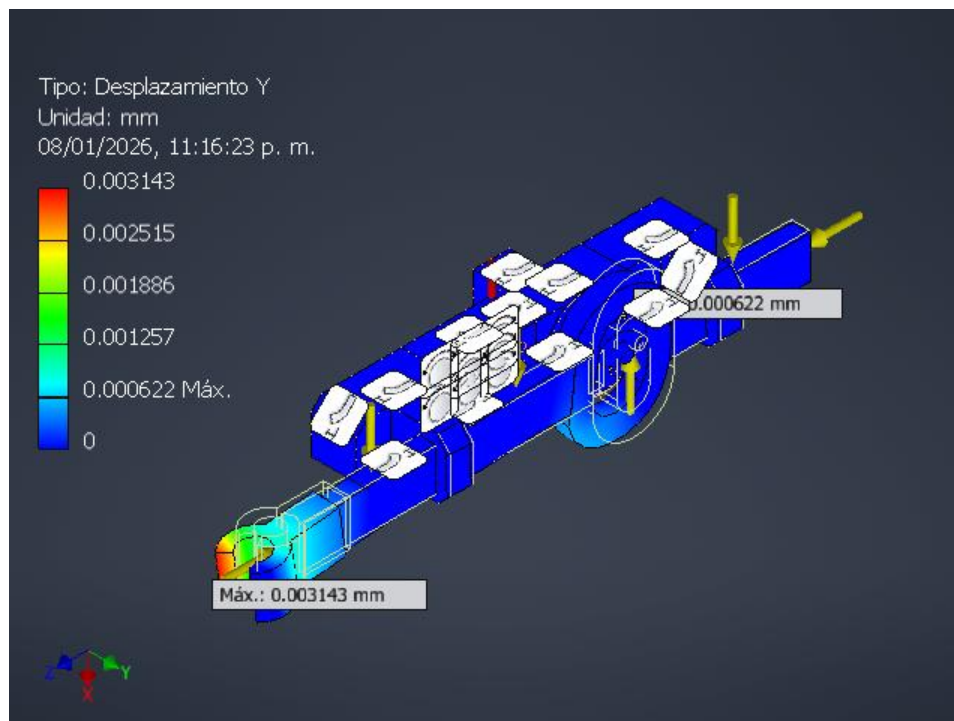 Tipo: Desplazamiento Y
Unidad: mm
08/01/2026, 11:16:23 p. m.
0.003143
0.002515
0.001886
0.001257
0.000622 Máx.
0
0.000622 mm
Máx.: 0.003143 mm
Z
Y
X